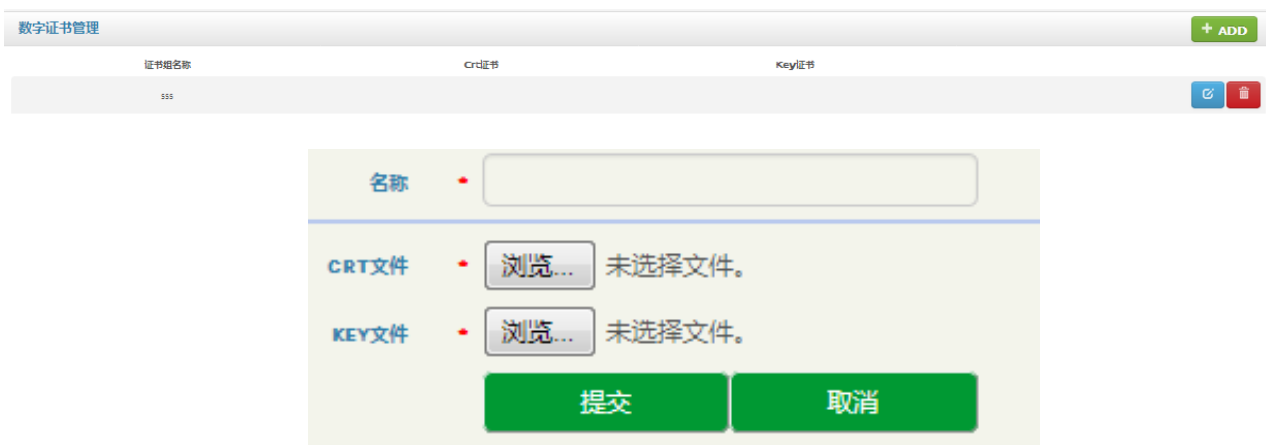 数字证书管理
+ ADD
证书组名称 Crt证书 Key证书
sss
名称 *
CRT文件 * 浏览... 未选择文件。
KEY文件 * 浏览... 未选择文件。
提交 取消